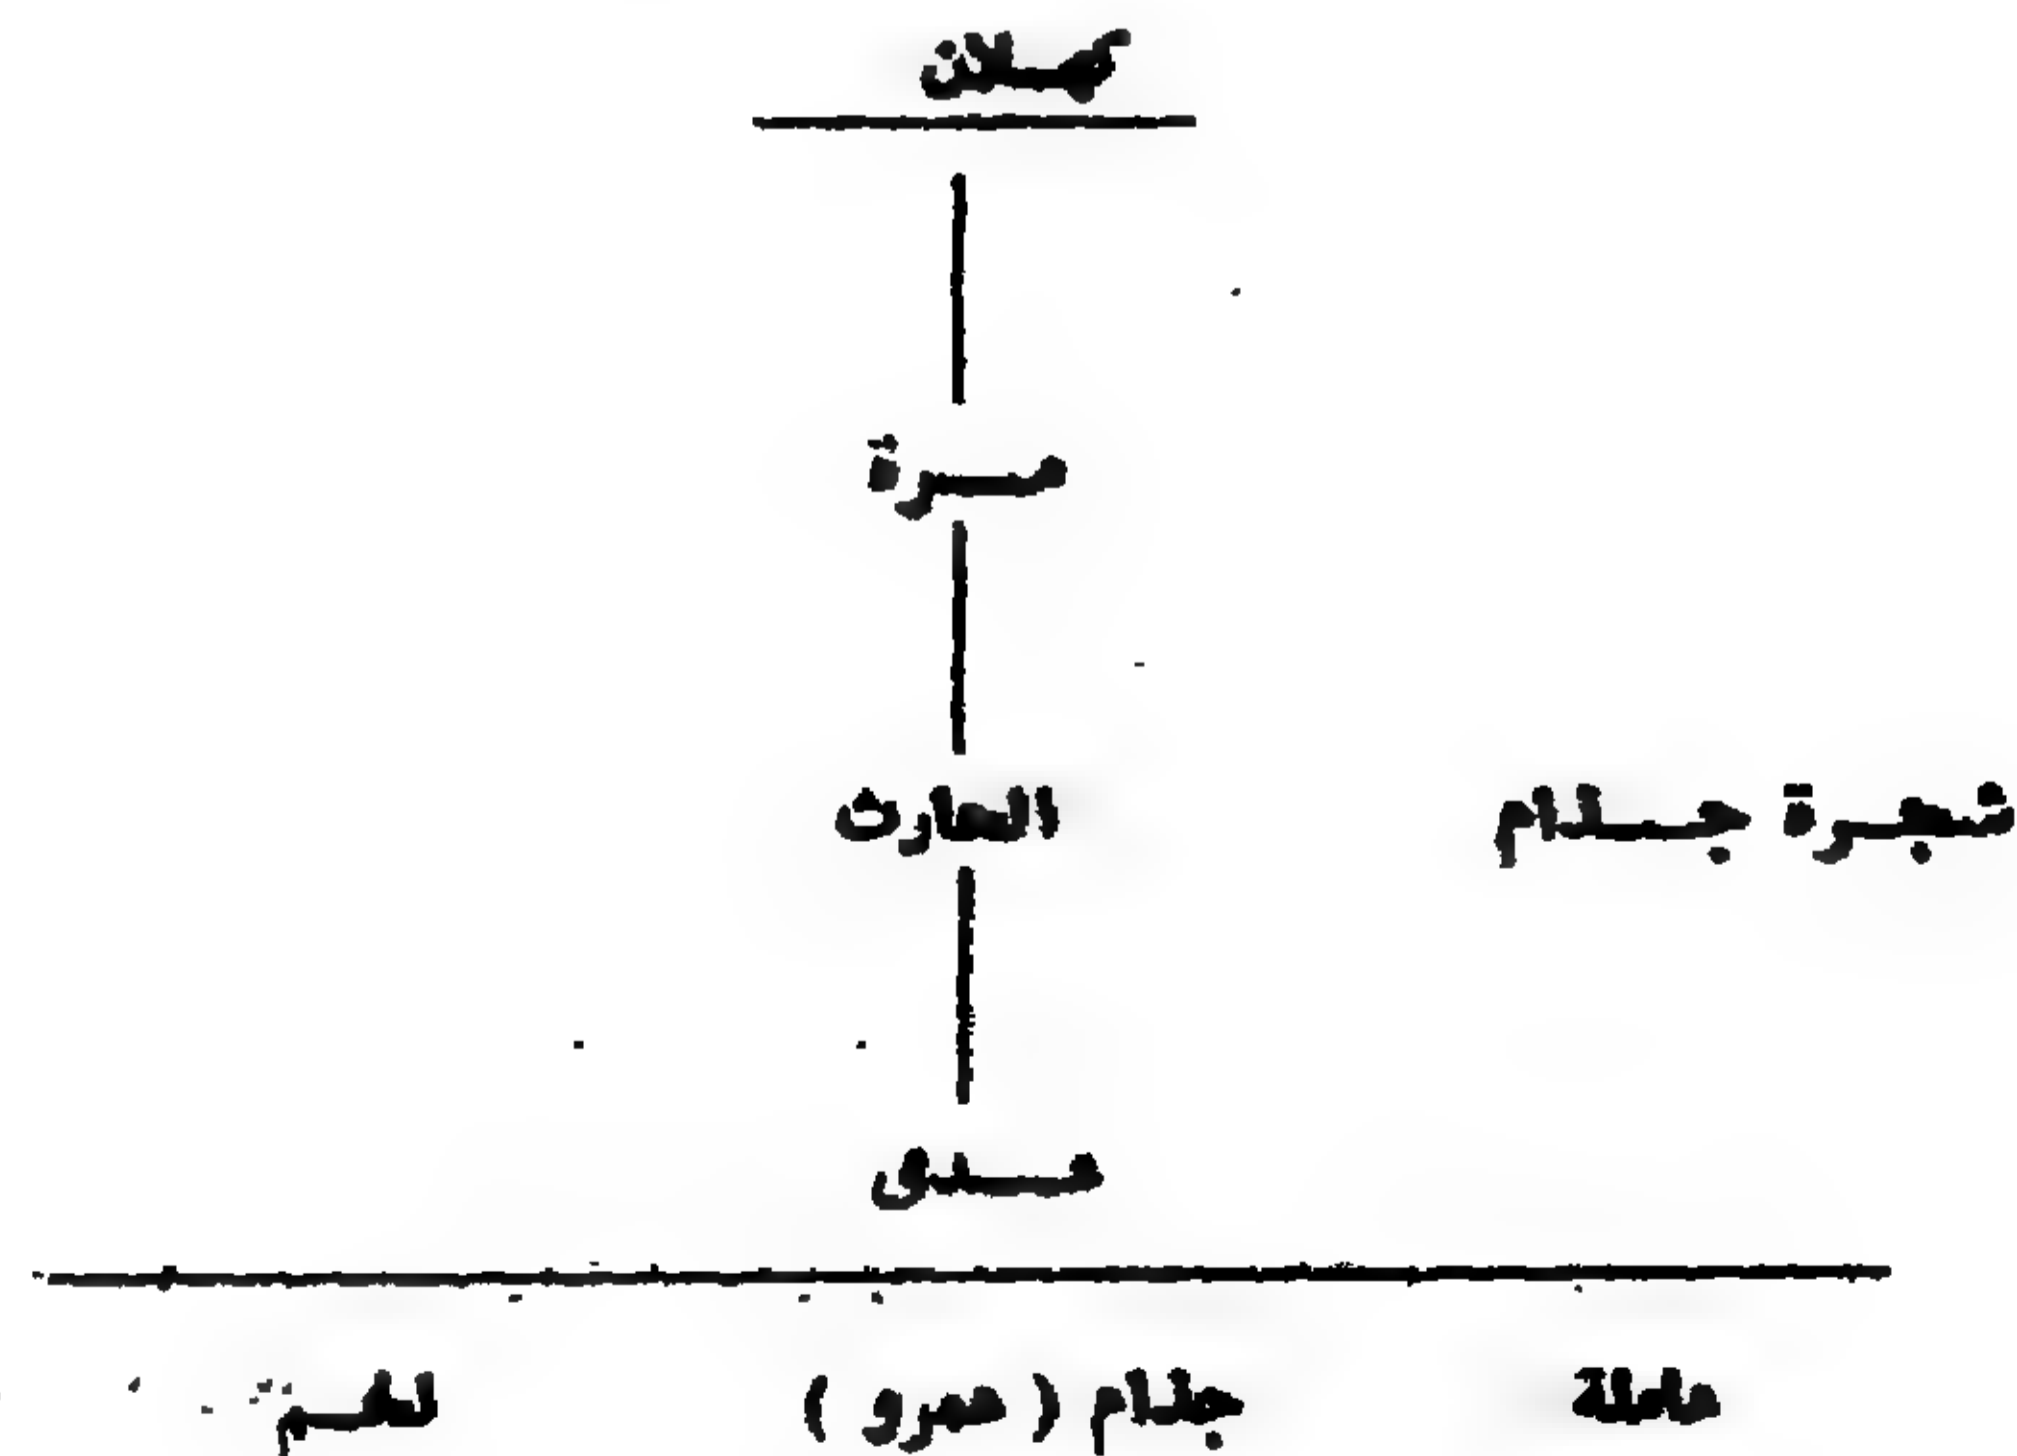 كهلان
مرة
الحارث
شجرة جذام
عدى
عاملة
جذام ( عمرو )
لخم